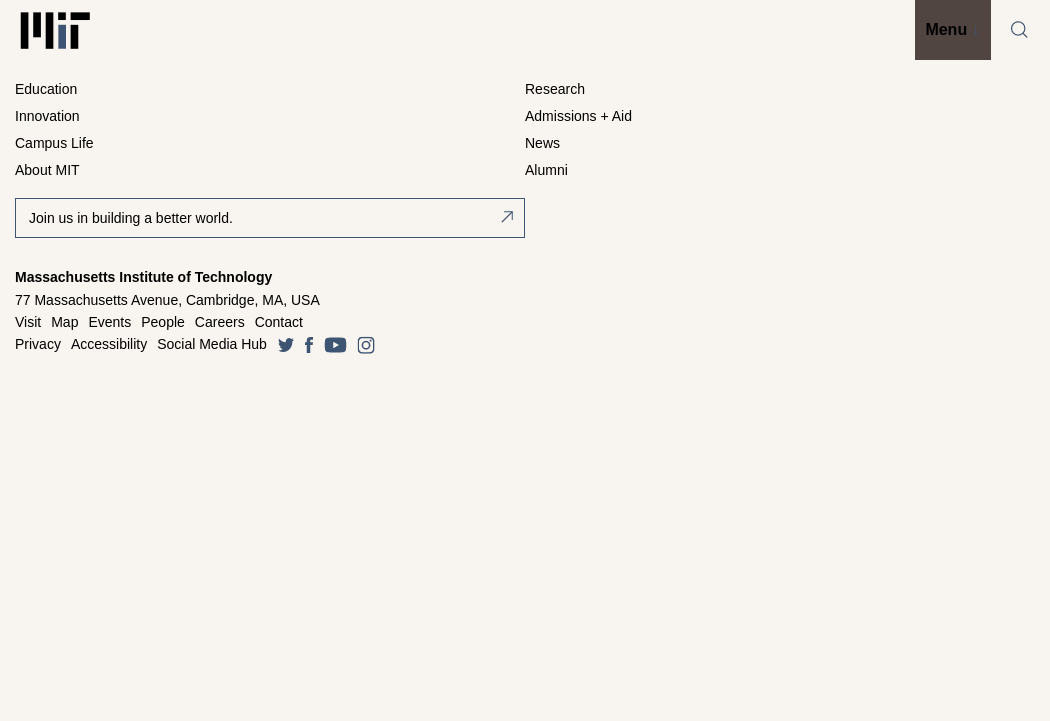 MIT
Menu
Education
Research
Innovation
Admissions + Aid
Campus Life
News
About MIT
Alumni
Join us in building a better world.
Massachusetts Institute of Technology
77 Massachusetts Avenue, Cambridge, MA, USA
Visit Map Events People Careers Contact
Privacy Accessibility Social Media Hub